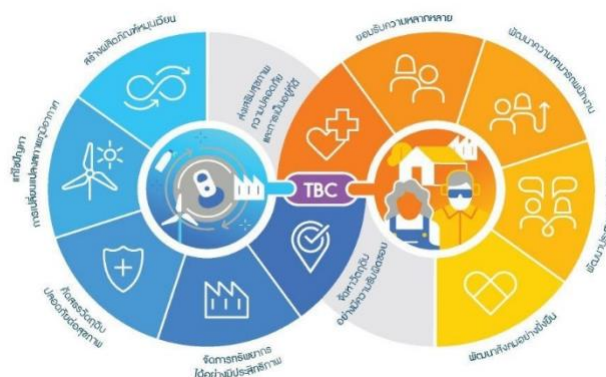 สร้างผลิตภัณฑ์หมุนเวียน
แก้ไขปัญหา
การเปลี่ยนแปลงสภาพภูมิอากาศ
คัดสรรวัตถุดิบ
ปลอดภัยต่อสุขภาพ
จัดการทรัพยากร
ได้อย่างมีประสิทธิภาพ
ส่งเสริมสุขภาพ
ความปลอดภัย
และการเป็นอยู่ที่ดี
TBC
จัดหาวัตถุดิบ
อย่างมีความรับผิดชอบ
ยอมรับความหลากหลาย
พัฒนาความสามารถพนักงาน
พัฒนาสังคมอย่างยั่งยืน